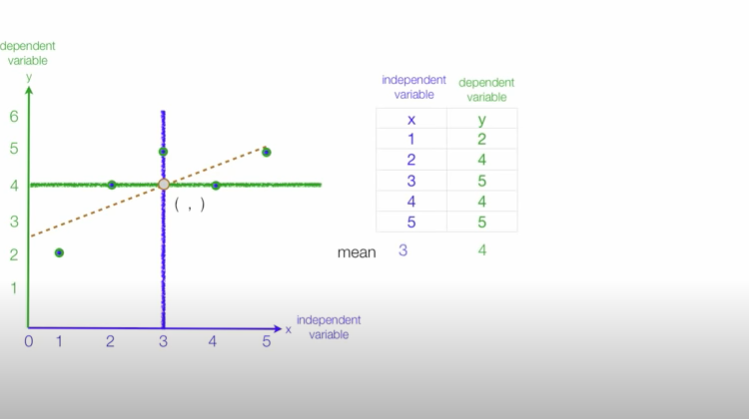 dependent
variable
y
6
5
4
3
2
1
( , )
0 1 2 3 4 5
x
independent
variable
independent dependent
variable variable
x y
1 2
2 4
3 5
4 4
5 5
mean 3 4